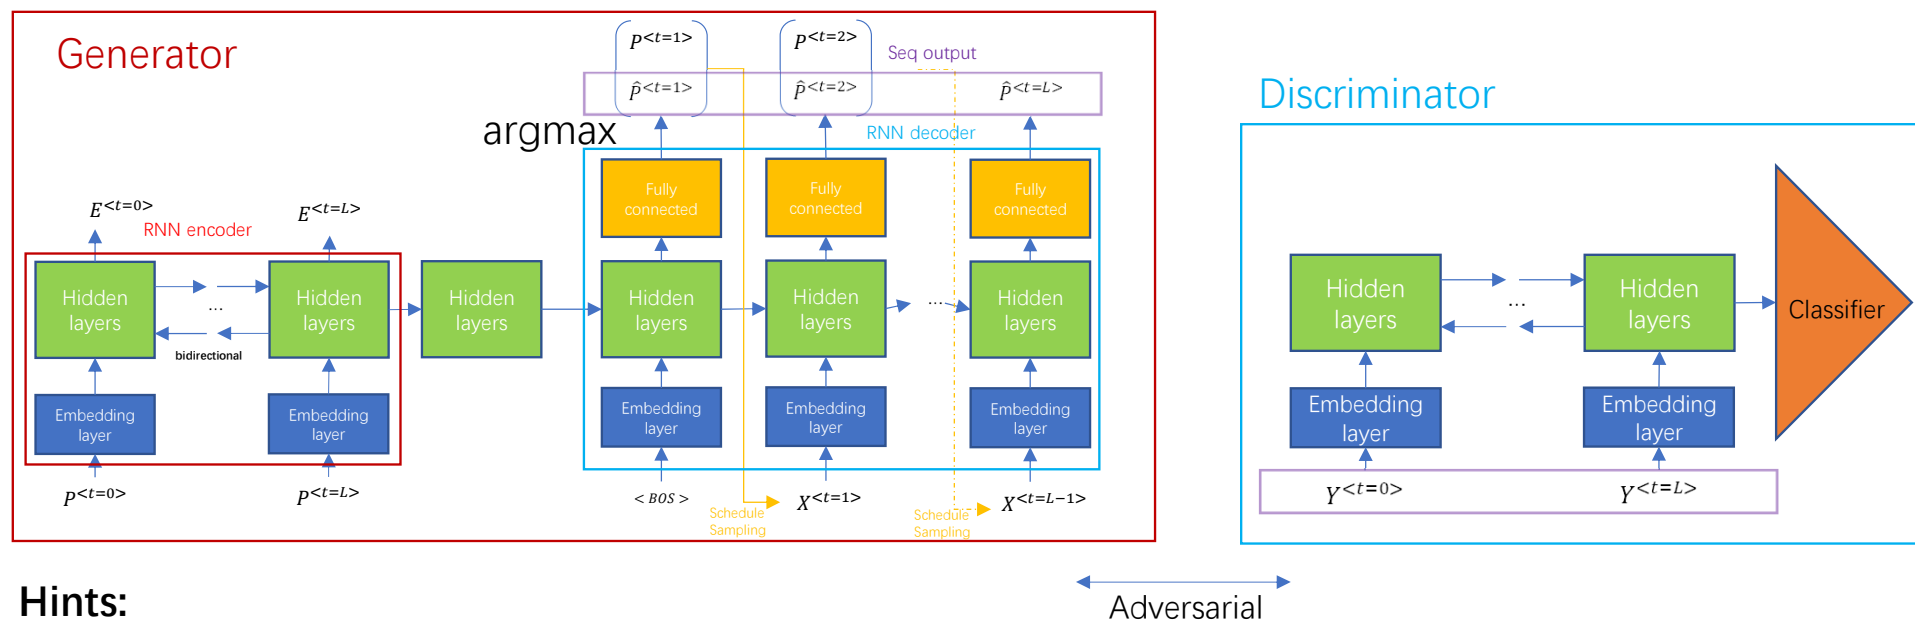 Generator
P<t=1>
P<t=2>
Seq output
P̂<t=1>
P̂<t=2>
P̂<t=L>
argmax
RNN decoder
Fully
connected
Fully
connected
Fully
connected
E<t=0>
E<t=L>
RNN encoder
Hidden
layers
...
Hidden
layers
Hidden
layers
Hidden
layers
Hidden
layers
...
Hidden
layers
bidirectional
Embedding
layer
Embedding
layer
Embedding
layer
Embedding
layer
Embedding
layer
P<t=0>
P<t=L>
< BOS >
X<t=1>
X<t=L-1>
Schedule
Sampling
Schedule
Sampling
Discriminator
Hidden
layers
...
Hidden
layers
Classifier
Embedding
layer
Embedding
layer
Y<t=0>
Y<t=L>
Hints:
Adversarial